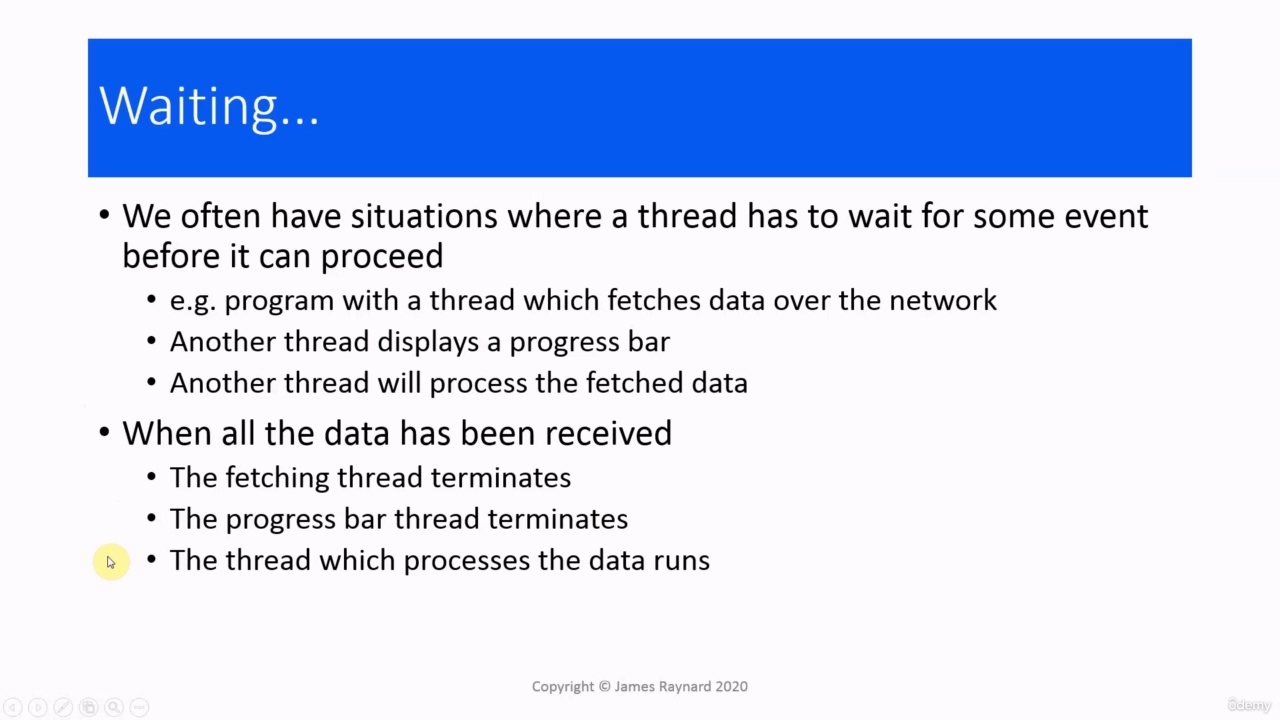 Waiting...
• We often have situations where a thread has to wait for some event
before it can proceed
• e.g. program with a thread which fetches data over the network
• Another thread displays a progress bar
• Another thread will process the fetched data
• When all the data has been received
• The fetching thread terminates
• The progress bar thread terminates
• The thread which processes the data runs
Copyright © James Raynard 2020
ûdemy